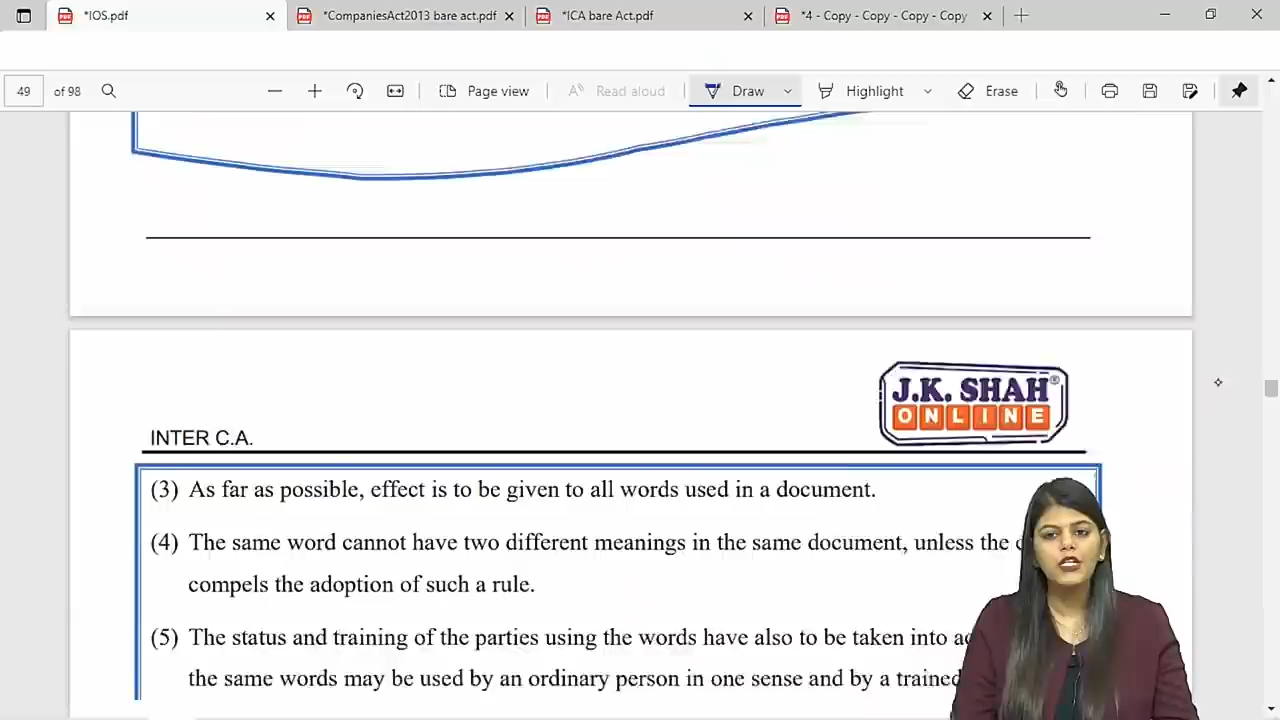 *IOS.pdf
*CompaniesAct2013 bare act.pdf
*ICA bare Act.pdf
*4 - Copy - Copy - Copy - Copy
49 of 98
Page view
Read aloud
Draw
Highlight
Erase
J.K. SHAH®
ONLINE
INTER C.A.
(3) As far as possible, effect is to be given to all words used in a document.
(4) The same word cannot have two different meanings in the same document, unless the
compels the adoption of such a rule.
(5) The status and training of the parties using the words have also to be taken into
the same words may be used by an ordinary person in one sense and by a trained